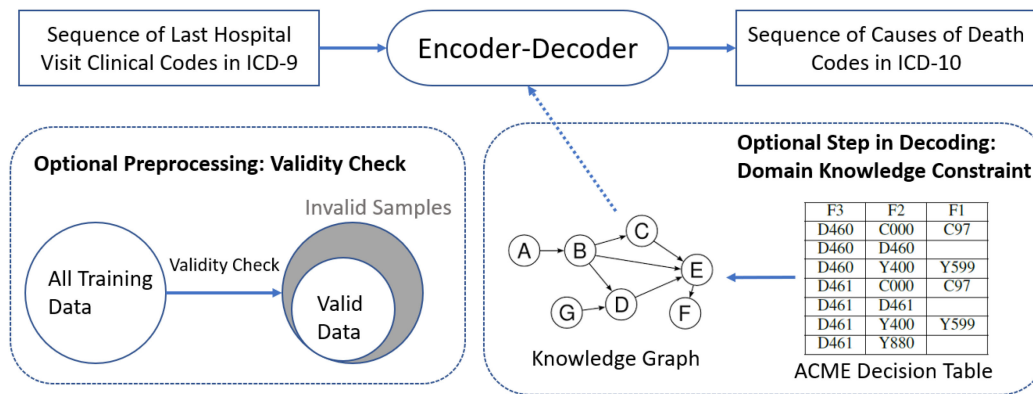 Sequence of Last Hospital
Visit Clinical Codes in ICD-9
Encoder-Decoder
Sequence of Causes of Death
Codes in ICD-10
Optional Preprocessing: Validity Check
Invalid Samples
All Training
Data
Validity Check
Valid
Data
Optional Step in Decoding:
Domain Knowledge Constraint
A
B
C
D
E
F
G
Knowledge Graph
F3 F2 F1
D460 C000 C97
D460 D460
D460 Y400 Y599
D461 C000 C97
D461 D461
D461 Y400 Y599
D461 Y880
ACME Decision Table